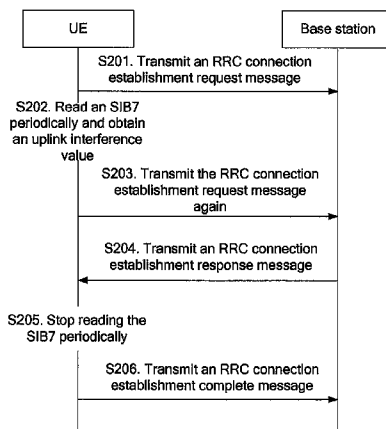 UE
Base station
S201. Transmit an RRC connection
establishment request message
S202. Read an SIB7
periodically and obtain
an uplink interference
value
S203. Transmit the RRC connection
establishment request message
again
S204. Transmit an RRC connection
establishment response message
S205. Stop reading the
SIB7 periodically
S206. Transmit an RRC connection
establishment complete message